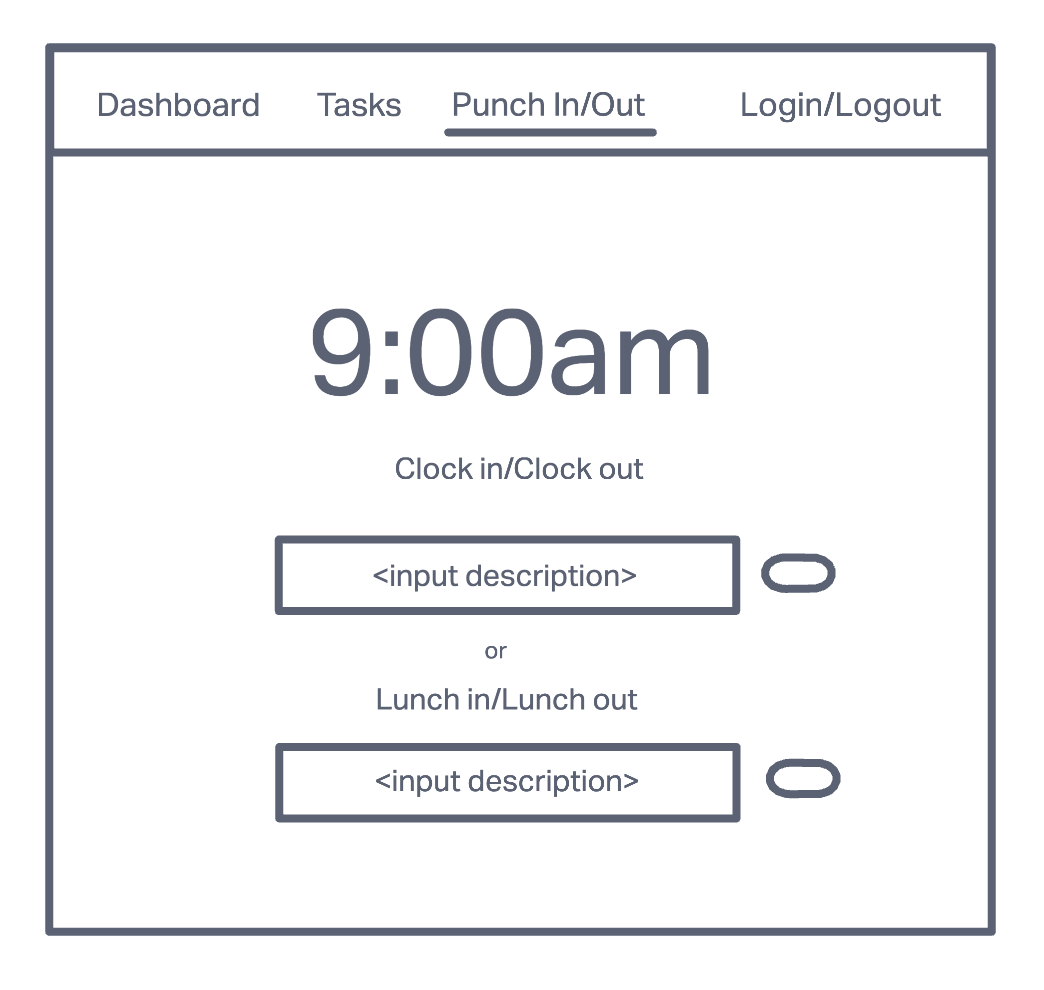 Dashboard Tasks Punch In/Out Login/Logout
9:00am
Clock in/Clock out
<input description>
or
Lunch in/Lunch out
<input description>